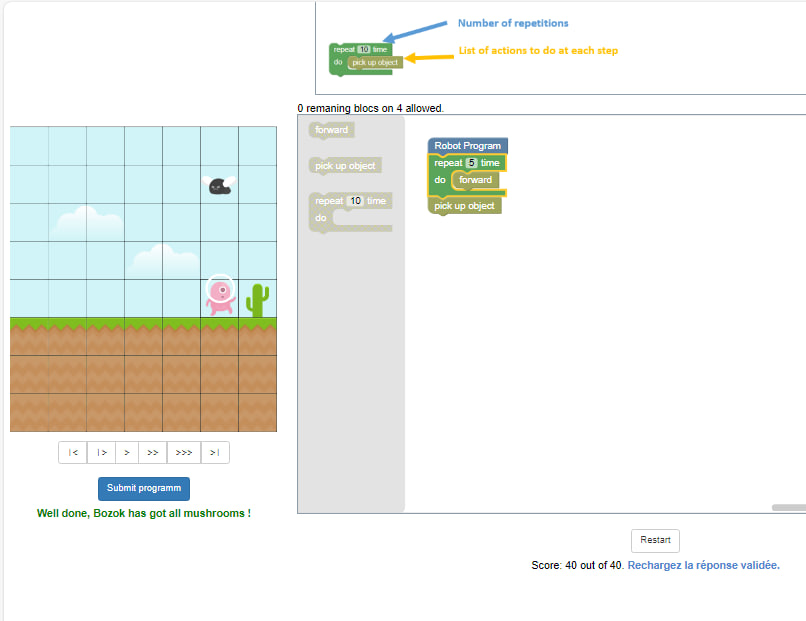 Number of repetitions
repeat 10 time
List of actions to do at each step
do pick up object
0 remaning blocs on 4 allowed.
forward
pick up object
repeat 10 time
do
Robot Program
repeat 5 time
do forward
pick up object
|< |> > >> >>> >|
Submit programm
Well done, Bozok has got all mushrooms !
Restart
Score: 40 out of 40. Rechargez la réponse validée.